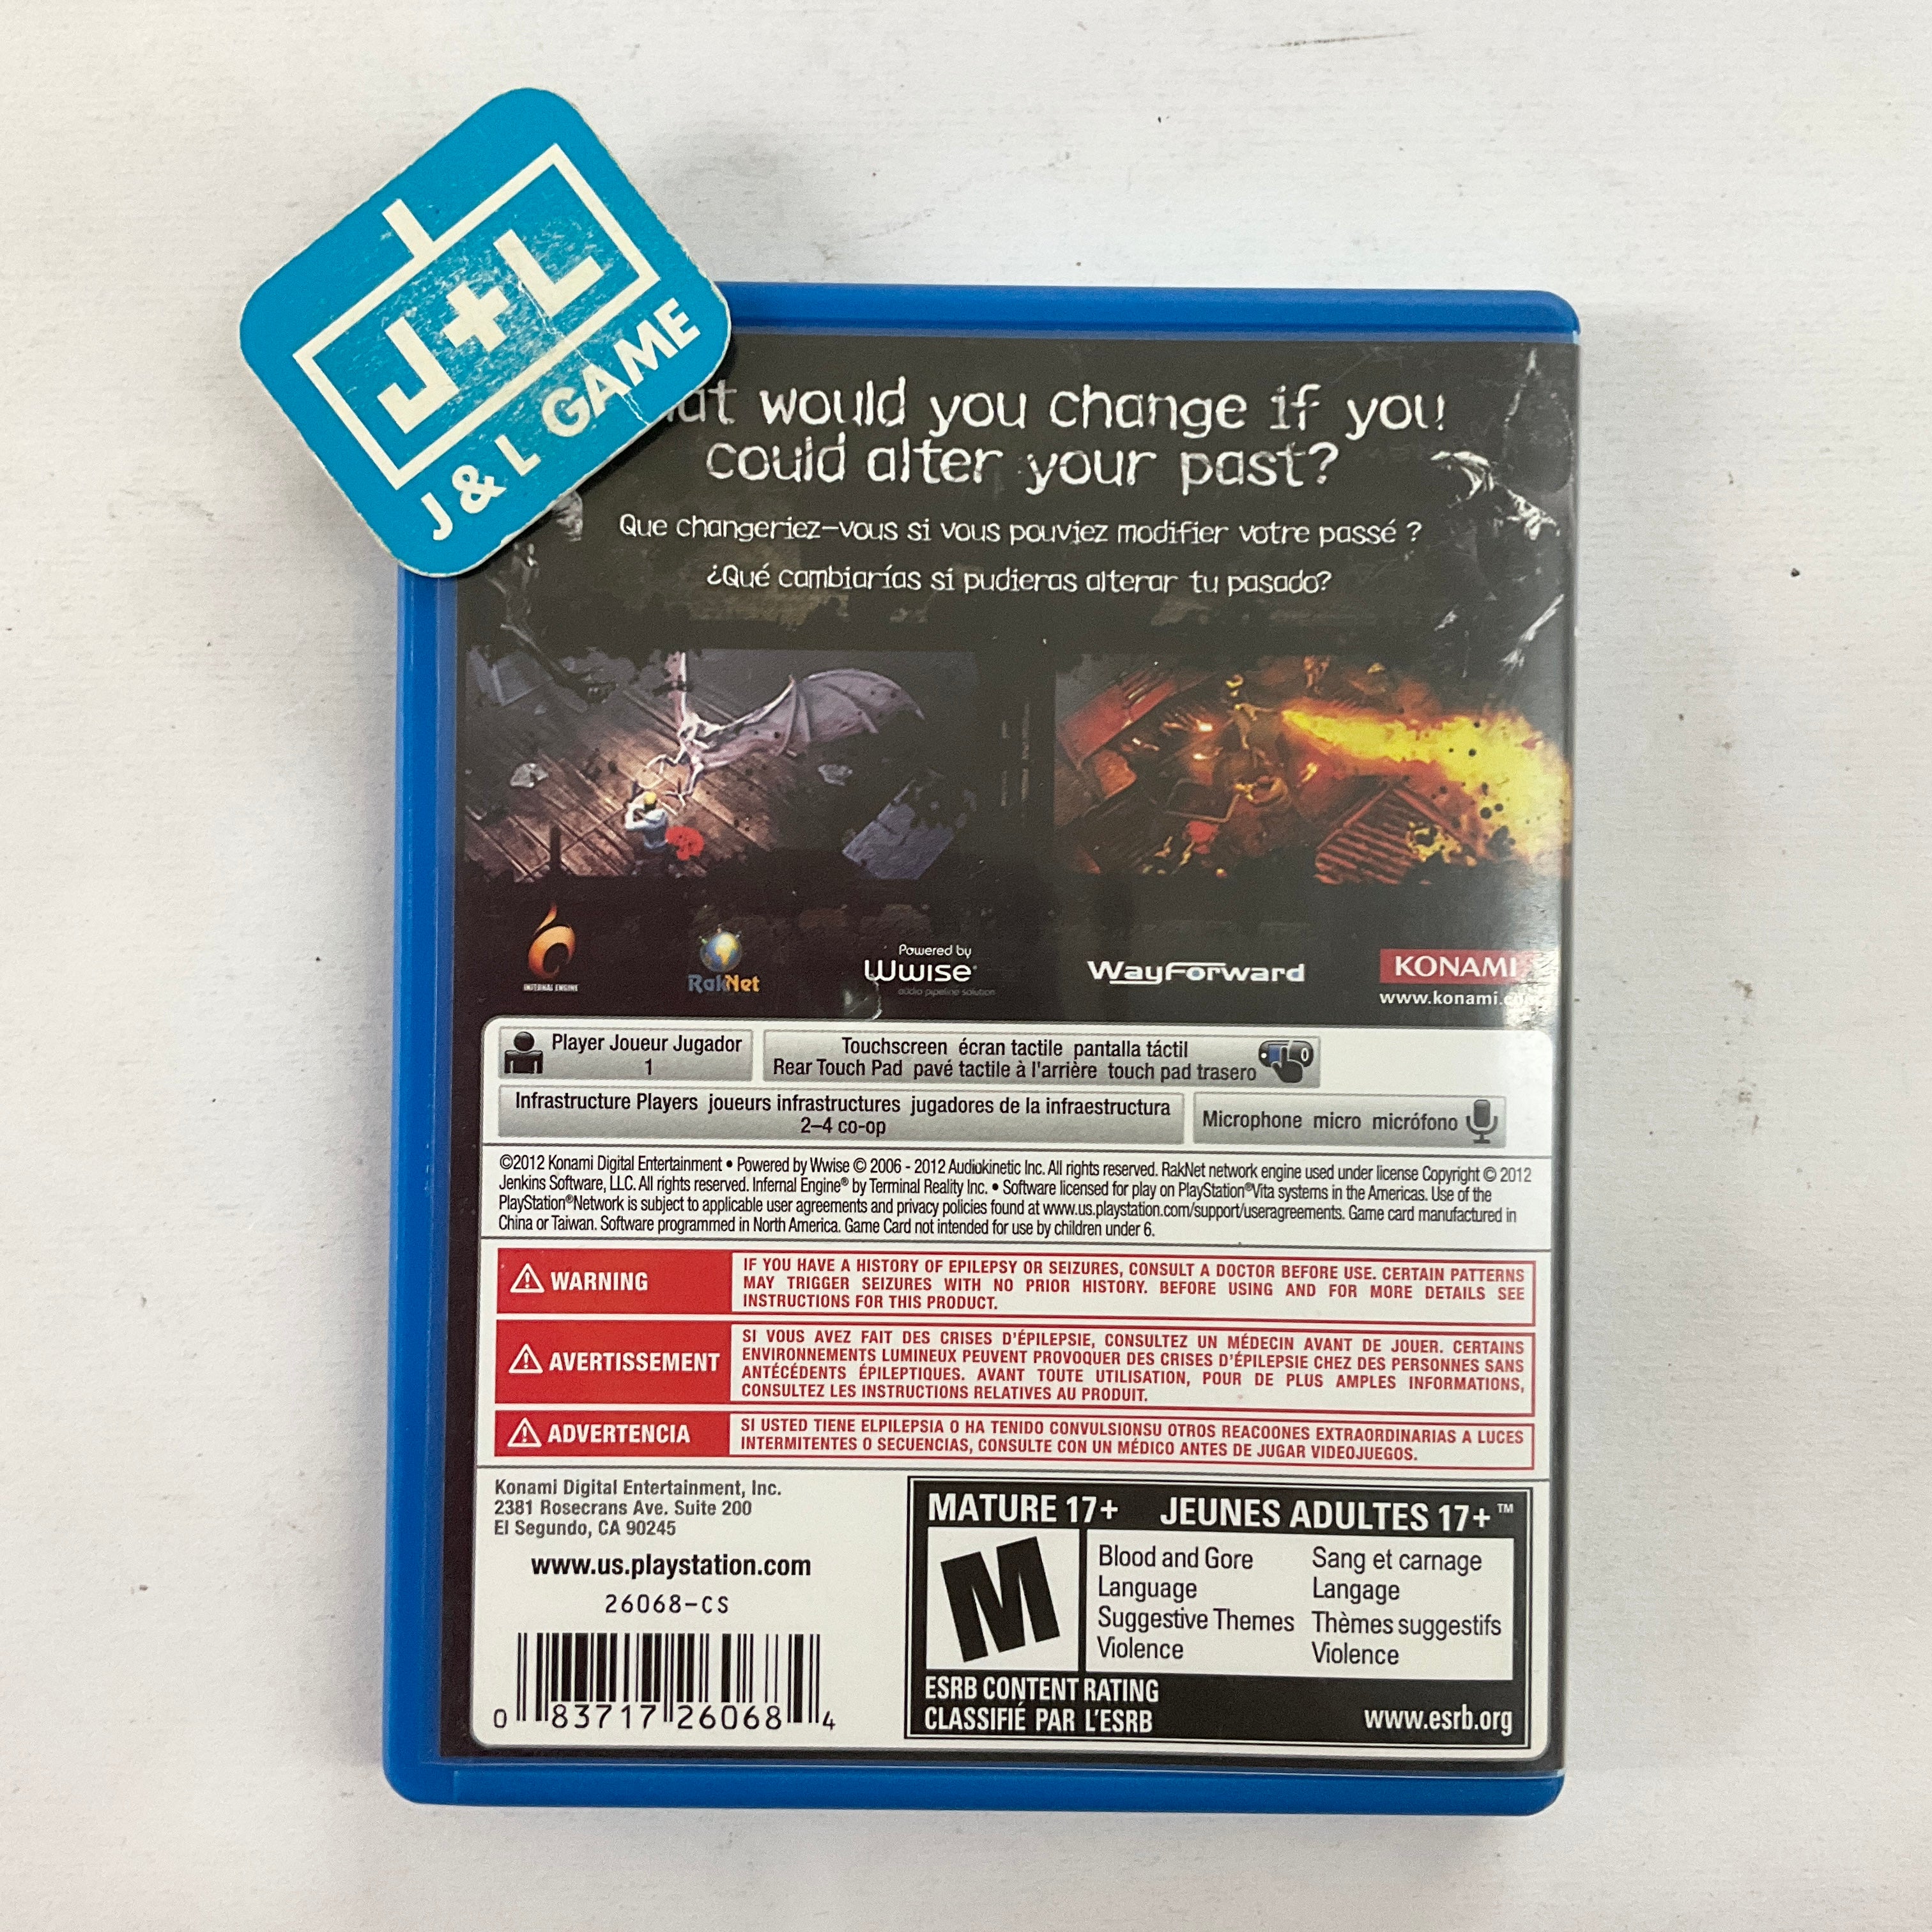 J+L
J & L GAME
would you change if you
could alter your past?
Que changeriez-vous si vous pouviez modifier votre passé ?
¿Qué cambiarías si pudieras alterar tu pasado?
INFERNAL ENGINE
RakNet
Powered by
Wwise
audio pipeline solution
WayForward
KONAMI
www.konami.
Player Joueur Jugador
1
Touchscreen écran tactile pantalla táctil
Rear Touch Pad pavé tactile à l'arrière touch pad trasero
Infrastructure Players joueurs infrastructures jugadores de la infraestructura
2–4 co-op
Microphone micro micrófono
©2012 Konami Digital Entertainment • Powered by Wwise © 2006 - 2012 Audiokinetic Inc. All rights reserved. RakNet network engine used under license Copyright © 2012
Jenkins Software, LLC. All rights reserved. Infernal Engine® by Terminal Reality Inc. • Software licensed for play on PlayStation®Vita systems in the Americas. Use of the
PlayStation®Network is subject to applicable user agreements and privacy policies found at www.us.playstation.com/support/useragreements. Game card manufactured in
China or Taiwan. Software programmed in North America. Game Card not intended for use by children under 6.
WARNING
IF YOU HAVE A HISTORY OF EPILEPSY OR SEIZURES, CONSULT A DOCTOR BEFORE USE. CERTAIN PATTERNS
MAY TRIGGER SEIZURES WITH NO PRIOR HISTORY. BEFORE USING AND FOR MORE DETAILS SEE
INSTRUCTIONS FOR THIS PRODUCT.
AVERTISSEMENT
SI VOUS AVEZ FAIT DES CRISES D'ÉPILEPSIE, CONSULTEZ UN MÉDECIN AVANT DE JOUER. CERTAINS
ENVIRONNEMENTS LUMINEUX PEUVENT PROVOQUER DES CRISES D'ÉPILEPSIE CHEZ DES PERSONNES SANS
ANTÉCÉDENTS ÉPILEPTIQUES. AVANT TOUTE UTILISATION, POUR DE PLUS AMPLES INFORMATIONS,
CONSULTEZ LES INSTRUCTIONS RELATIVES AU PRODUIT.
ADVERTENCIA
SI USTED TIENE ELPILEPSIA O HA TENIDO CONVULSIONSU OTROS REACOONES EXTRAORDINARIAS A LUCES
INTERMITENTES O SECUENCIAS, CONSULTE CON UN MÉDICO ANTES DE JUGAR VIDEOJUEGOS.
Konami Digital Entertainment, Inc.
2381 Rosecrans Ave. Suite 200
El Segundo, CA 90245
www.us.playstation.com
26068-CS
0 83717 26068 4
MATURE 17+ JEUNES ADULTES 17+™
M
Blood and Gore
Language
Suggestive Themes
Violence
Sang et carnage
Langage
Thèmes suggestifs
Violence
ESRB CONTENT RATING
CLASSIFIÉ PAR L'ESRB
www.esrb.org